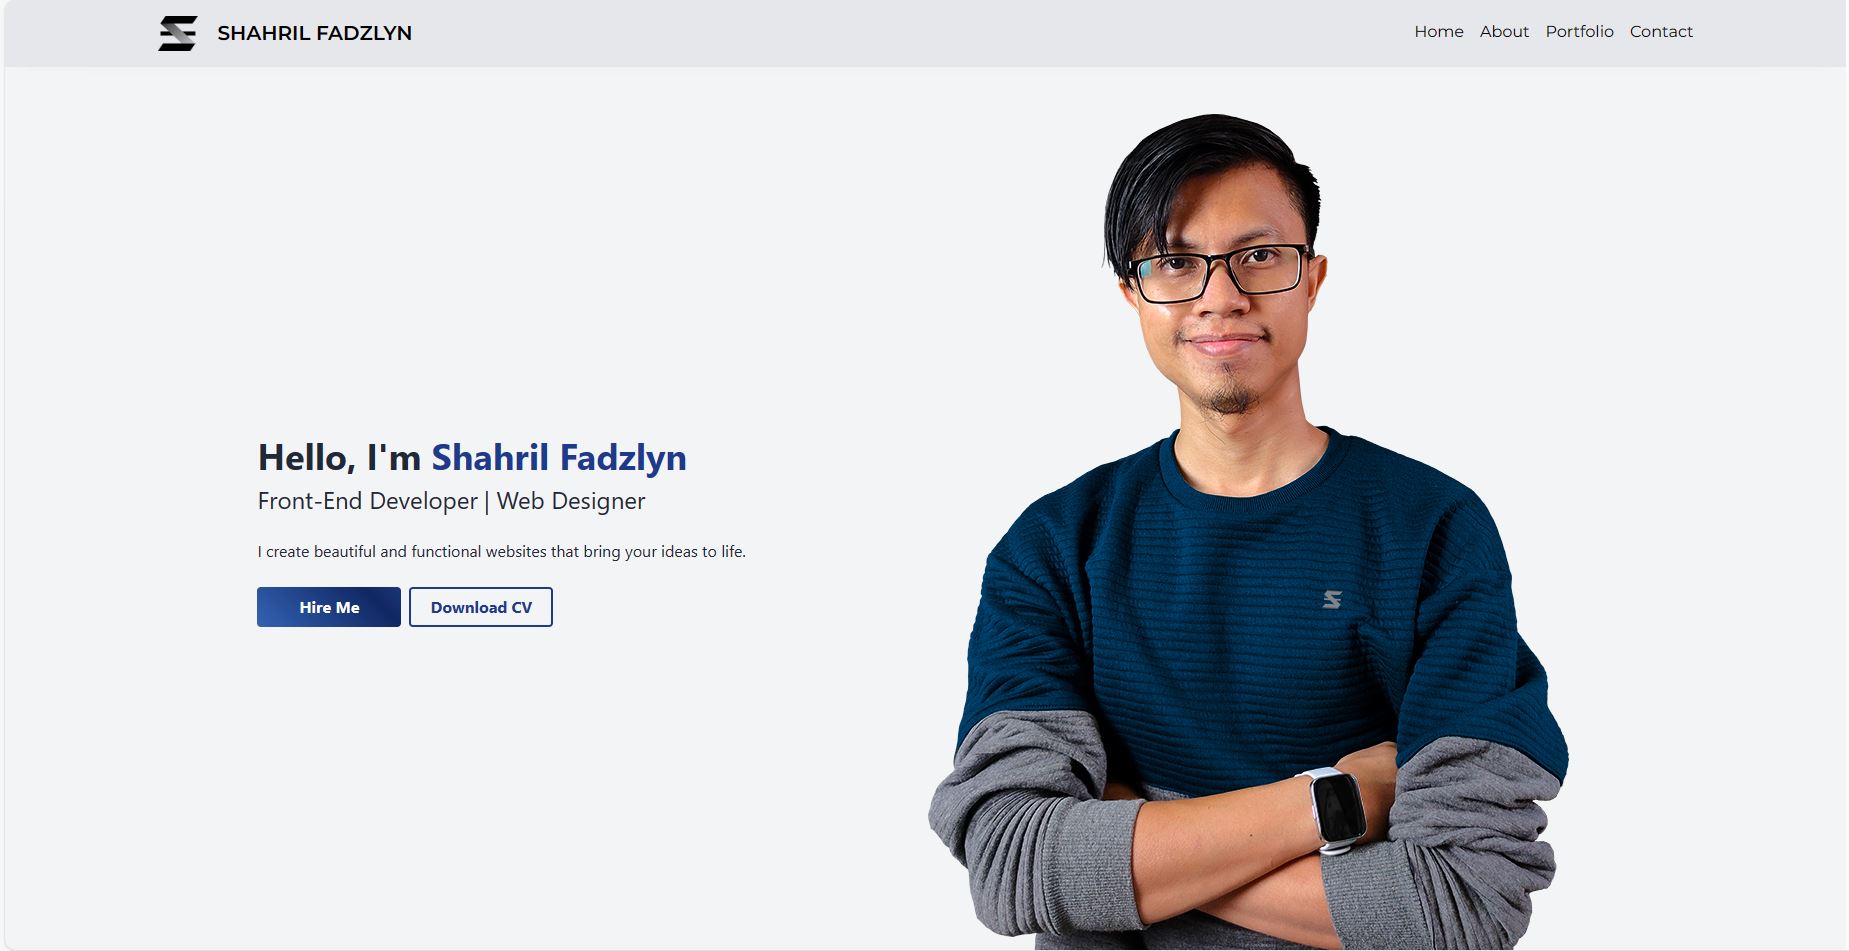 SHAHRIL FADZLYN
Home About Portfolio Contact
Hello, I'm Shahril Fadzlyn
Front-End Developer | Web Designer
I create beautiful and functional websites that bring your ideas to life.
Hire Me Download CV